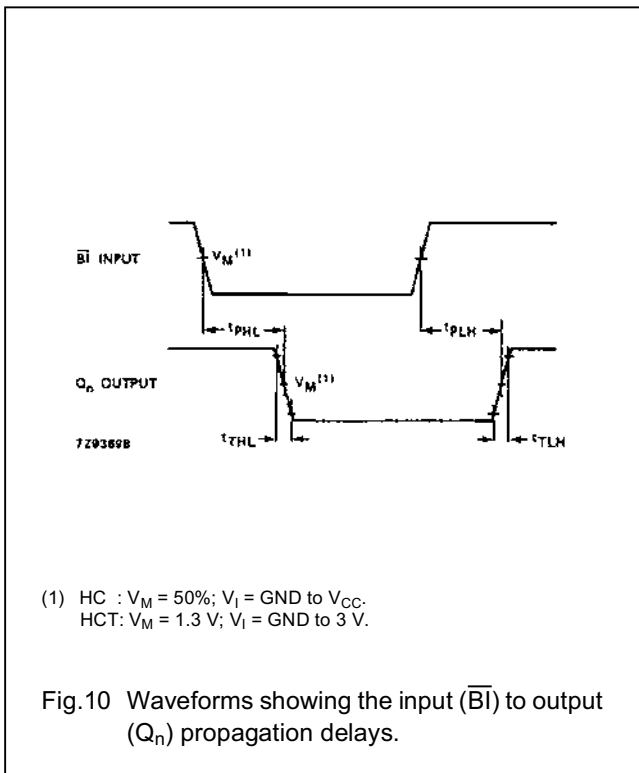 B̅I̅ INPUT
V_M (1)
t_PHL
t_PLH
Q_n OUTPUT
V_M (1)
7Z93698
t_THL
t_TLH
(1) HC : V_M = 50%; V_I = GND to V_CC.
HCT: V_M = 1.3 V; V_I = GND to 3 V.
Fig.10 Waveforms showing the input (B̅I̅) to output
(Q_n) propagation delays.